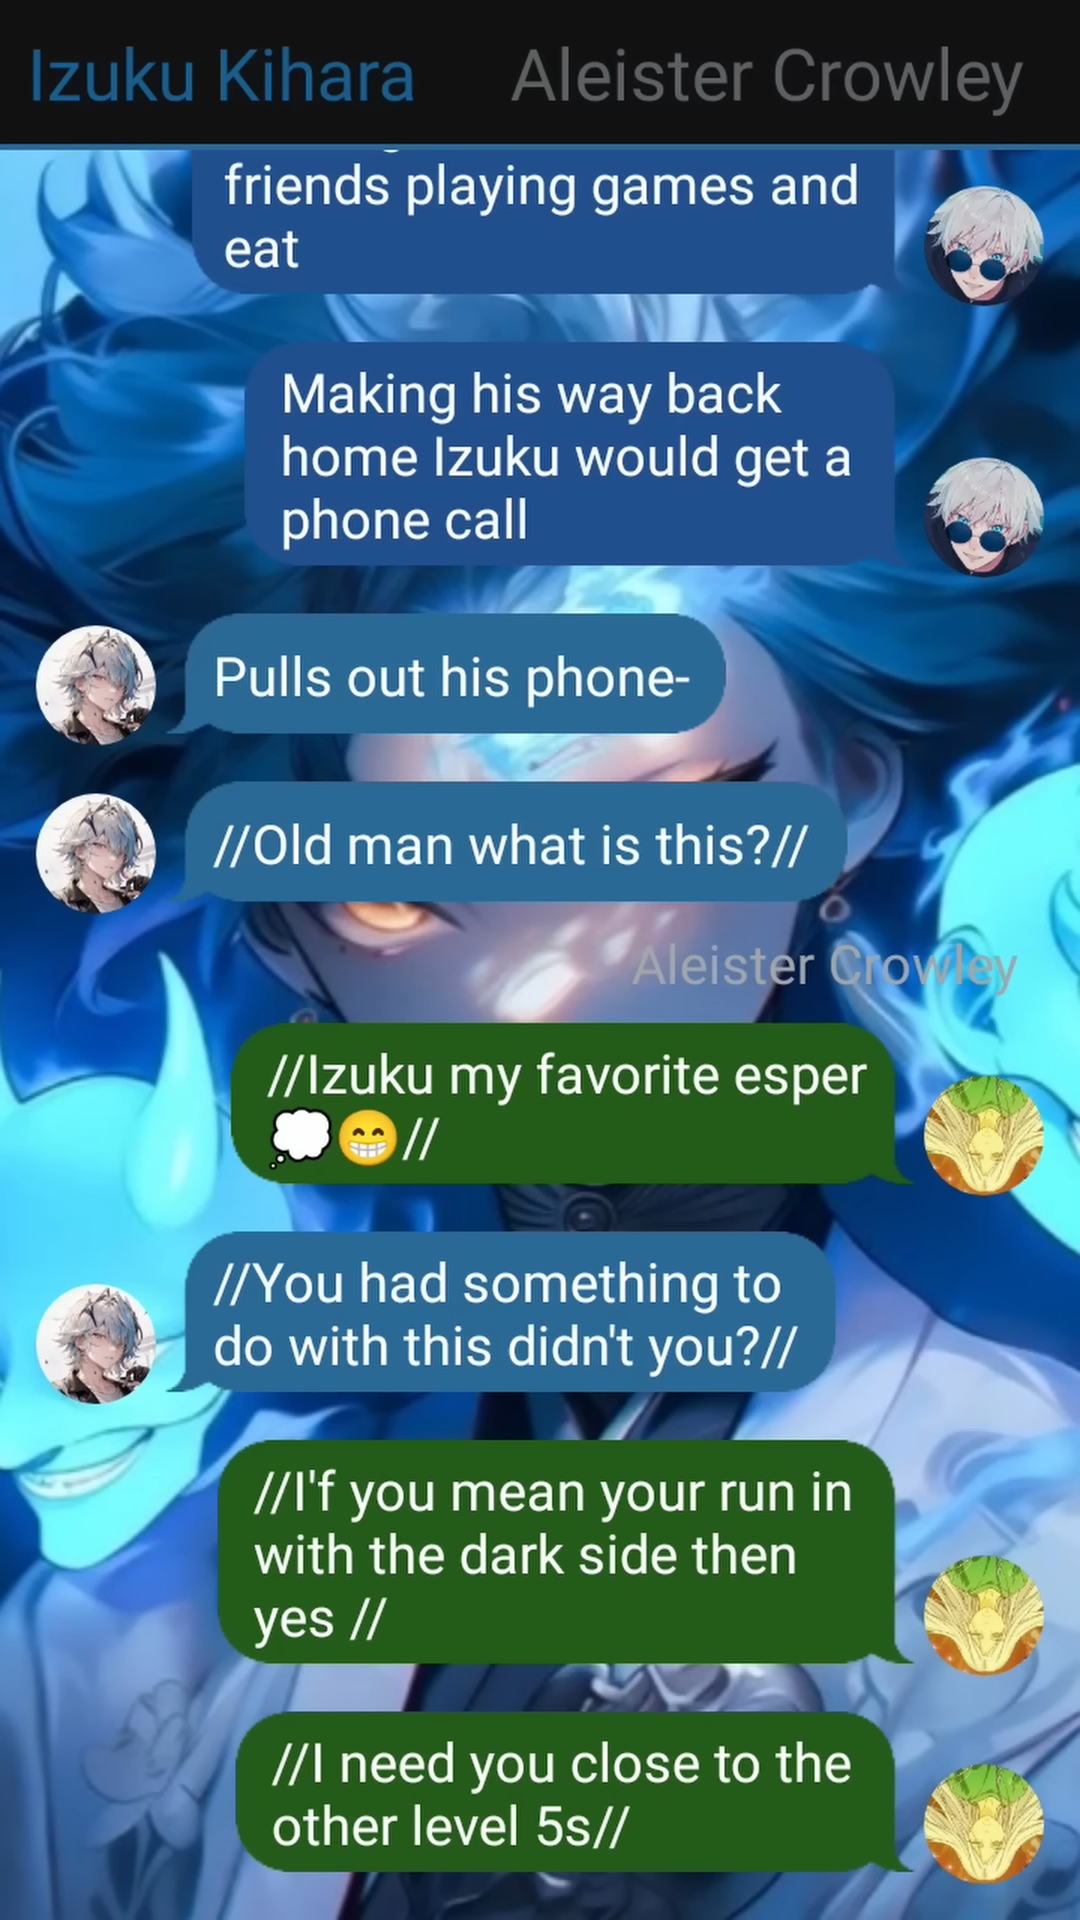 Izuku Kihara Aleister Crowley
friends playing games and
eat
Making his way back
home Izuku would get a
phone call
Pulls out his phone-
//Old man what is this?//
Aleister Crowley
//Izuku my favorite esper
💭😁//
//You had something to
do with this didn't you?//
//I'f you mean your run in
with the dark side then
yes //
//I need you close to the
other level 5s//